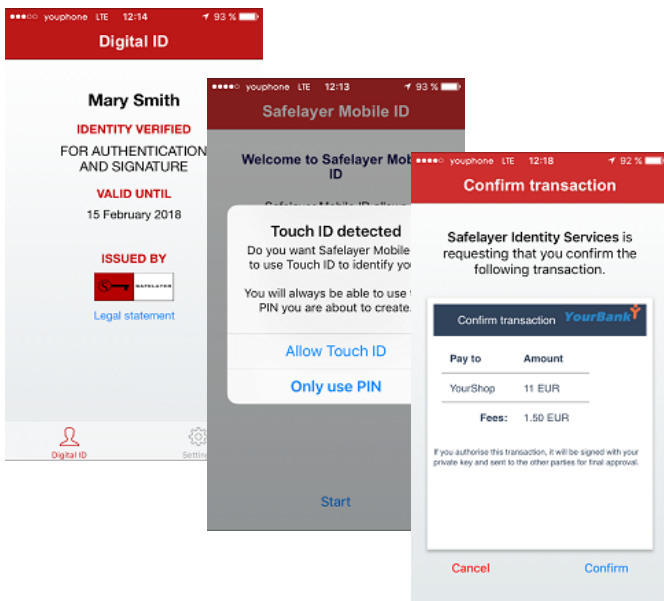 youphone LTE 12:14 93 %
Digital ID
Mary Smith
IDENTITY VERIFIED
FOR AUTHENTICATION
AND SIGNATURE
VALID UNTIL
15 February 2018
ISSUED BY
SAFELAYER
Legal statement
Digital ID
youphone LTE 12:13 93 %
Safelayer Mobile ID
Welcome to Safelayer
ID
Touch ID detected
Do you want Safelayer Mobile
to use Touch ID to identify
You will always be able to use
PIN you are about to create.
Allow Touch ID
Only use PIN
Start
youphone LTE 12:18 92 %
Confirm transaction
Safelayer Identity Services is
requesting that you confirm the
following transaction.
Confirm transaction YourBank
Pay to Amount
YourShop 11 EUR
Fees: 1.50 EUR
If you authorise this transaction, it will be signed with your
private key and sent to the other parties for final approval.
Cancel Confirm